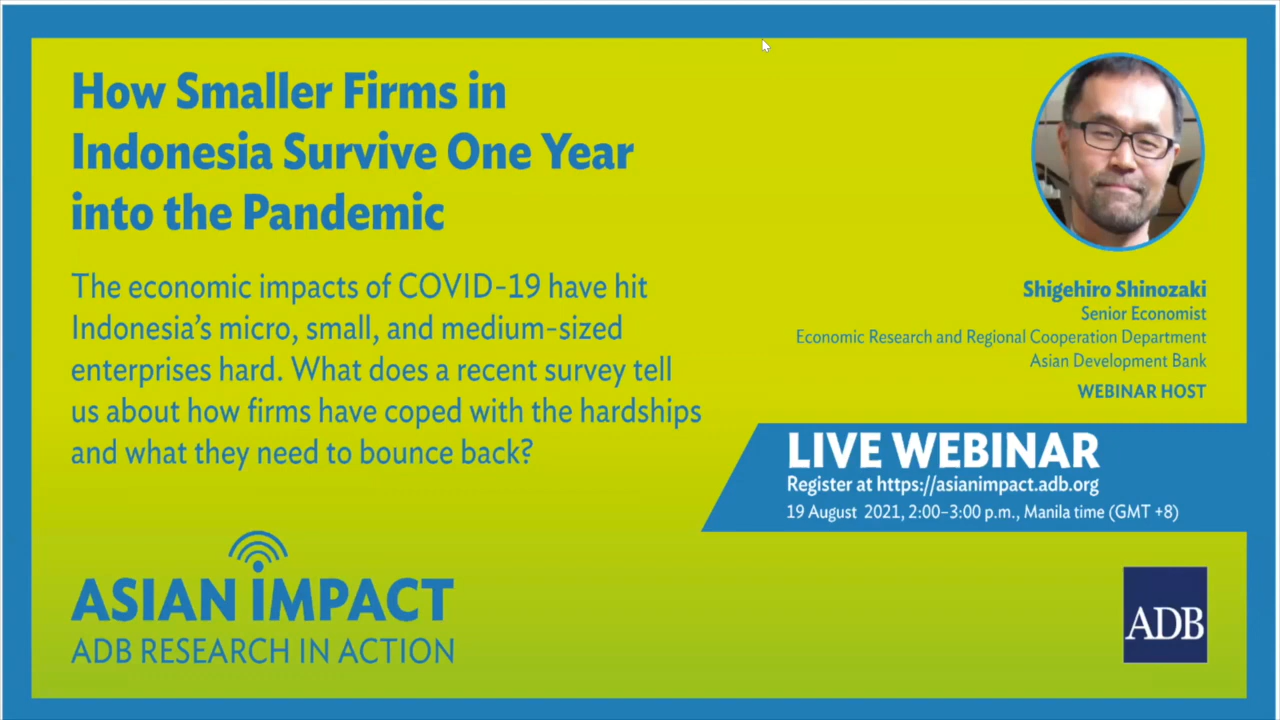 How Smaller Firms in
Indonesia Survive One Year
into the Pandemic
The economic impacts of COVID-19 have hit
Indonesia's micro, small, and medium-sized
enterprises hard. What does a recent survey tell
us about how firms have coped with the hardships
and what they need to bounce back?
Shigehiro Shinozaki
Senior Economist
Economic Research and Regional Cooperation Department
Asian Development Bank
WEBINAR HOST
LIVE WEBINAR
Register at https://asianimpact.adb.org
19 August 2021, 2:00–3:00 p.m., Manila time (GMT +8)
ASIAN iMPACT
ADB RESEARCH IN ACTION
ADB